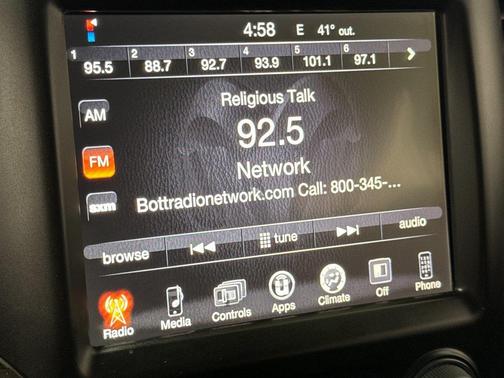 4:58 E 41° out.
1 2 3 4 5 6
95.5 88.7 92.7 93.9 101.1 97.1
AM
Religious Talk
92.5
FM
Network
sxm
Bottradionetwork.com Call: 800-345-...
browse tune audio
Radio Media Controls Apps Climate Off Phone